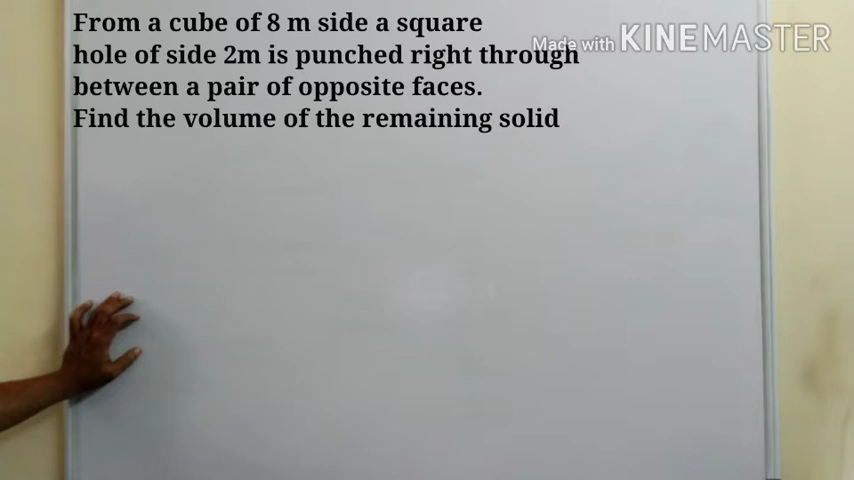 From a cube of 8 m side a square
hole of side 2m is punched right through
between a pair of opposite faces.
Find the volume of the remaining solid
Made with KINEMASTER